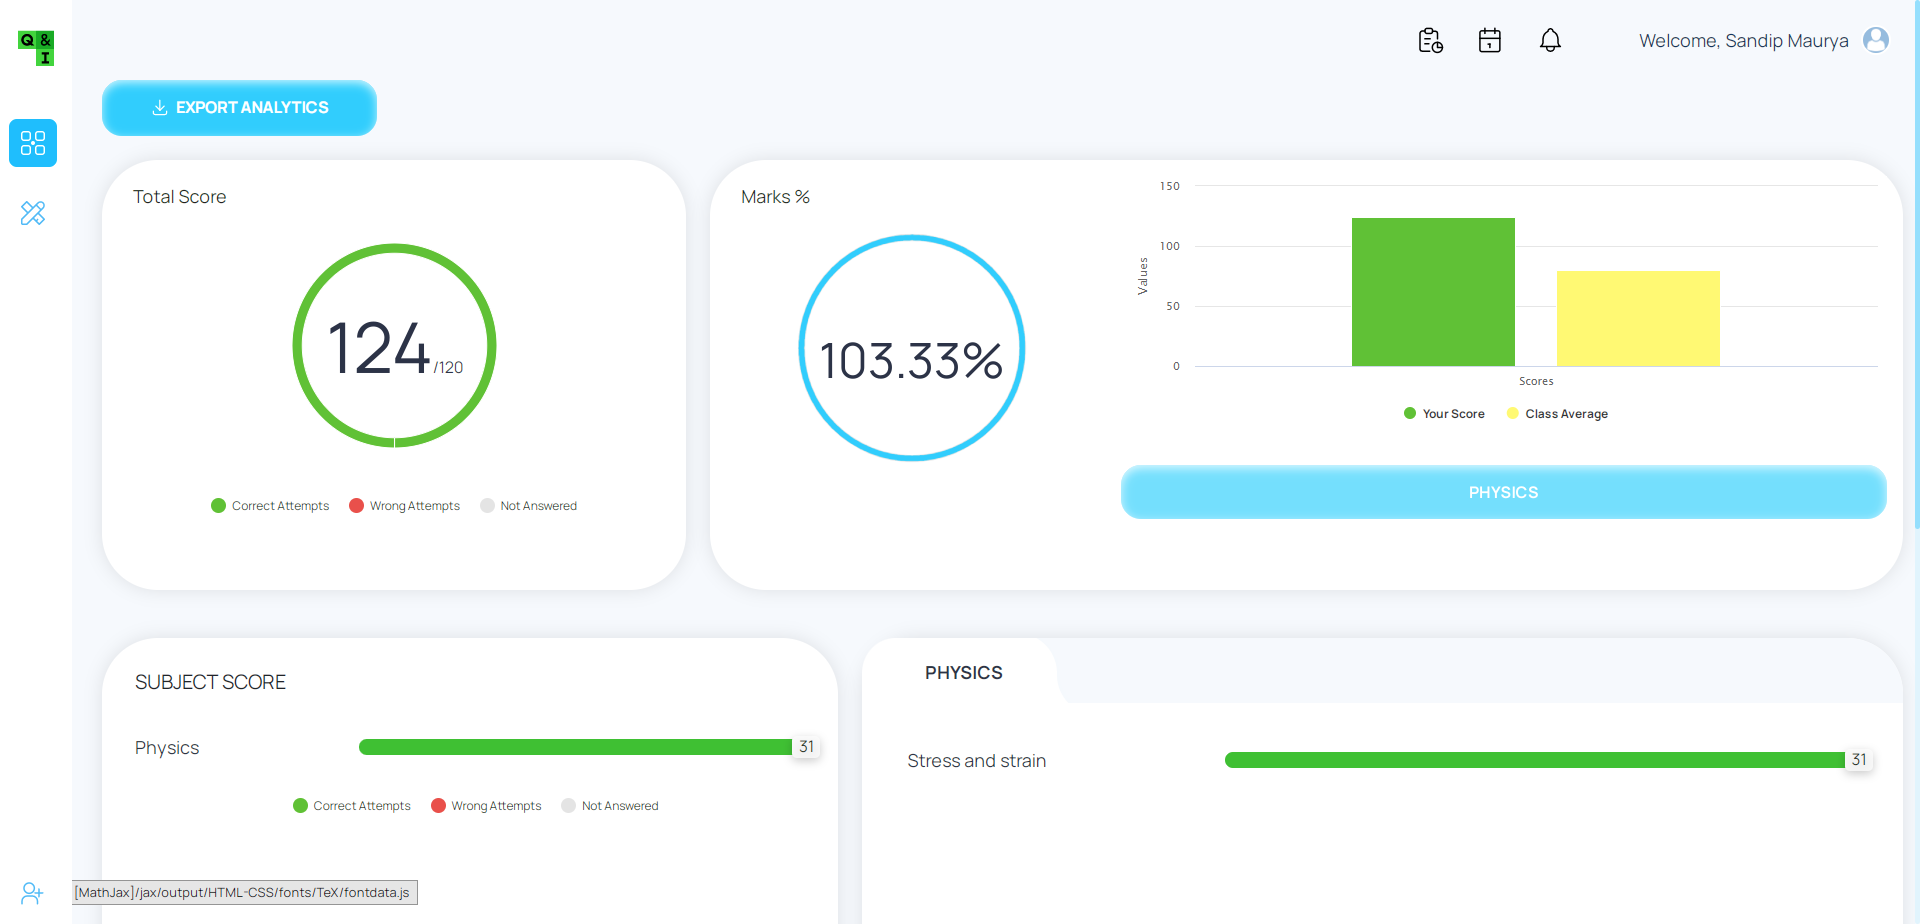 Q &
I
Welcome, Sandip Maurya
EXPORT ANALYTICS
Total Score
124 /120
Correct Attempts Wrong Attempts Not Answered
Marks %
103.33%
150
100
50
0
Values
Scores
Your Score Class Average
PHYSICS
SUBJECT SCORE
Physics 31
Correct Attempts Wrong Attempts Not Answered
PHYSICS
Stress and strain 31
[MathJax]/jax/output/HTML-CSS/fonts/TeX/fontdata.js